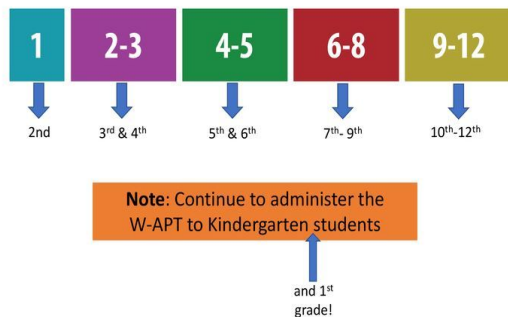 1 2-3 4-5 6-8 9-12
2nd 3rd & 4th 5th & 6th 7th- 9th 10th-12th
Note: Continue to administer the
W-APT to Kindergarten students
and 1st
grade!